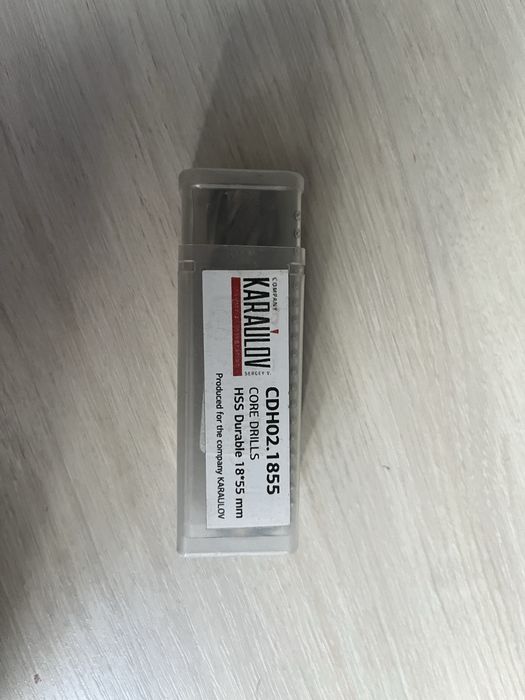 COMPANY
KARAULOV
SERGEY V.
CDH02.1855
CORE DRILLS
HSS Durable 18*55 mm
Produced for the company KARAULOV